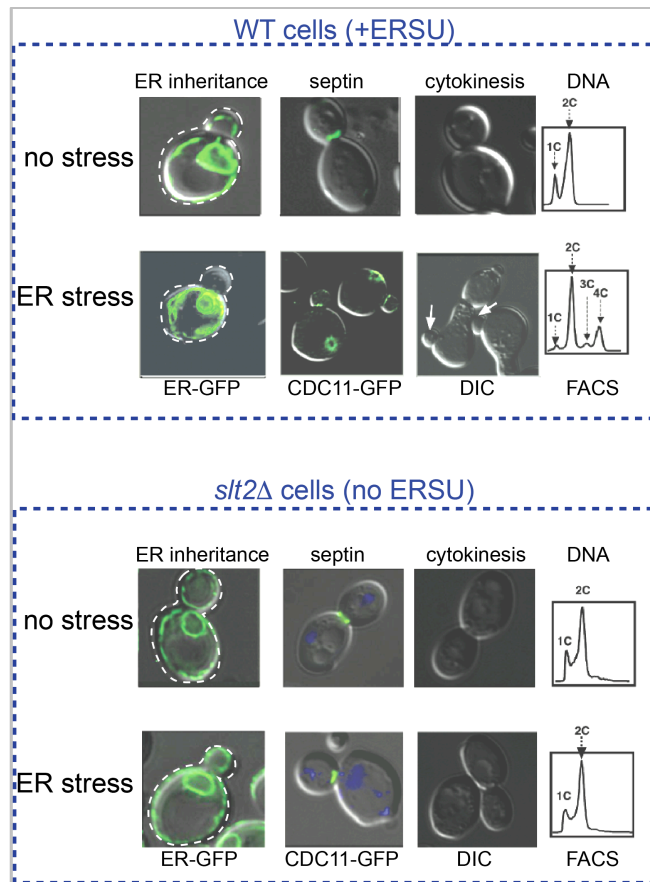 WT cells (+ERSU)
ER inheritance septin cytokinesis DNA
no stress
2C
1C
ER stress
2C
3C
4C
1C
ER-GFP CDC11-GFP DIC FACS
slt2Δ cells (no ERSU)
ER inheritance septin cytokinesis DNA
no stress
2C
1C
ER stress
2C
1C
ER-GFP CDC11-GFP DIC FACS